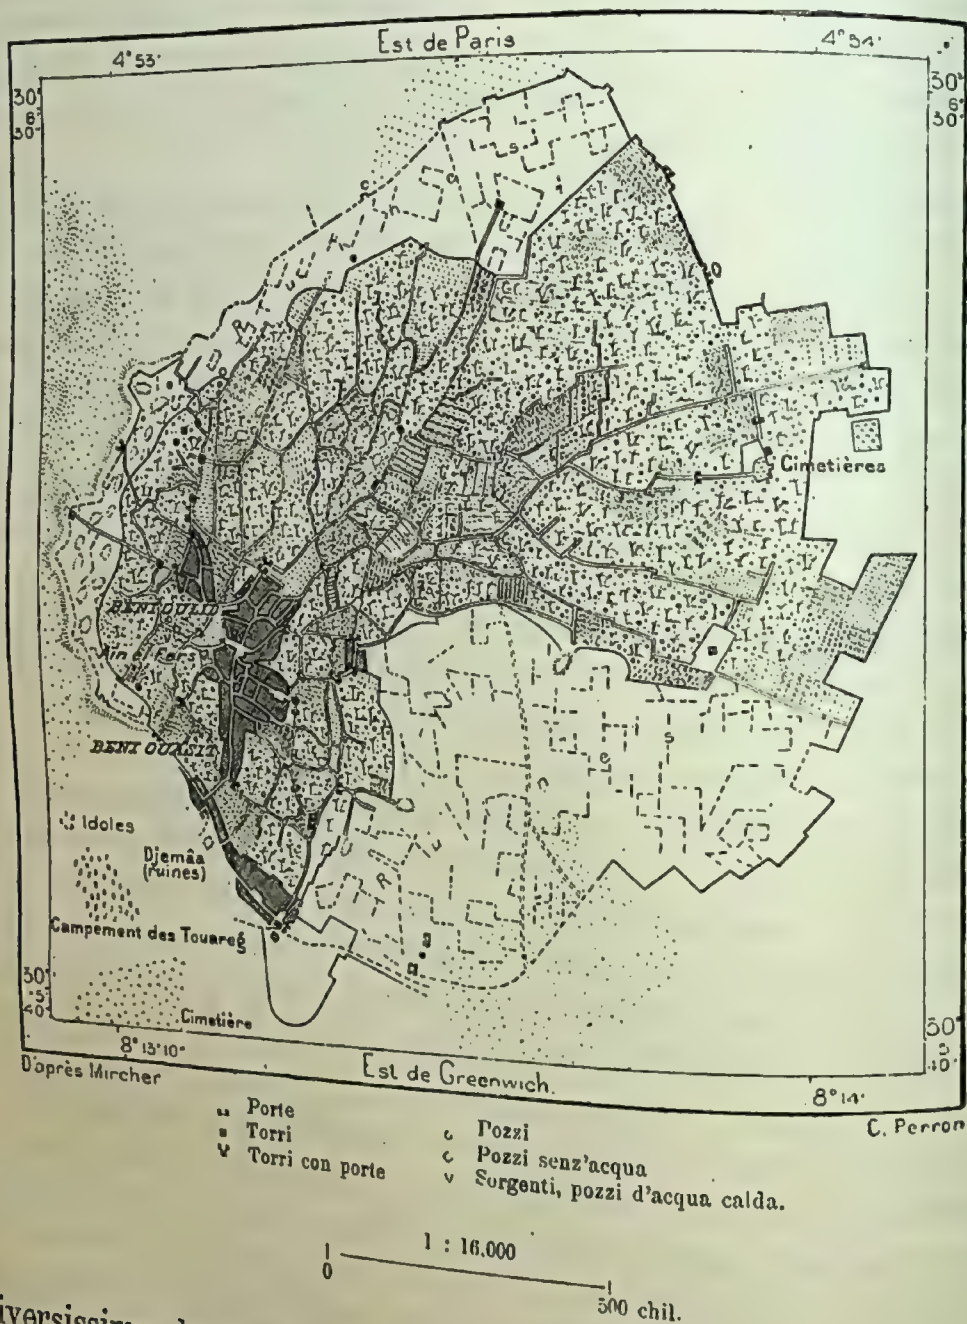 Est de Paris
4°53'
4°54'
30°
6'
30"
30°
6'
30"
R u i n e s
Cimetières
BENI OULID
Aïn el Fers
BENI OUASIT
R u i n e s
Idoles
Djemâa
(ruines)
Campement des Touareg
Cimetière
30°
5'
40"
30°
5'
40"
8°13'10"
8°14'
D'après Mircher
Est de Greenwich.
C. Perron
Porte
Torri
Torri con porte
Pozzi
Pozzi senz'acqua
Sorgenti, pozzi d'acqua calda.
1 : 16.000
0
500 chil.